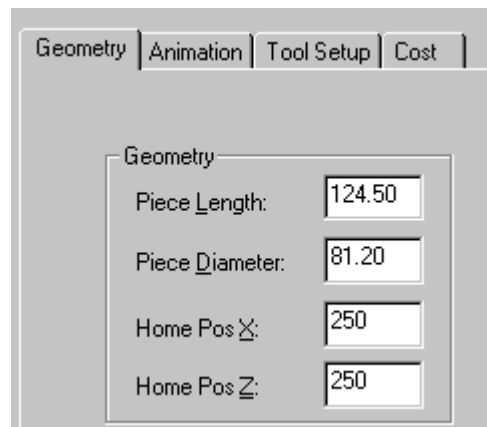 Geometry Animation Tool Setup Cost
Geometry
Piece Length: 124.50
Piece Diameter: 81.20
Home Pos X: 250
Home Pos Z: 250